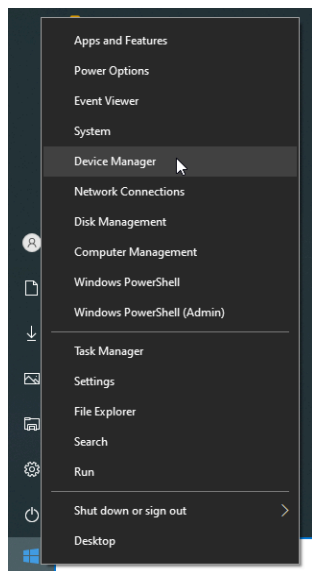 Apps and Features
Power Options
Event Viewer
System
Device Manager
Network Connections
Disk Management
Computer Management
Windows PowerShell
Windows PowerShell (Admin)
Task Manager
Settings
File Explorer
Search
Run
Shut down or sign out
Desktop